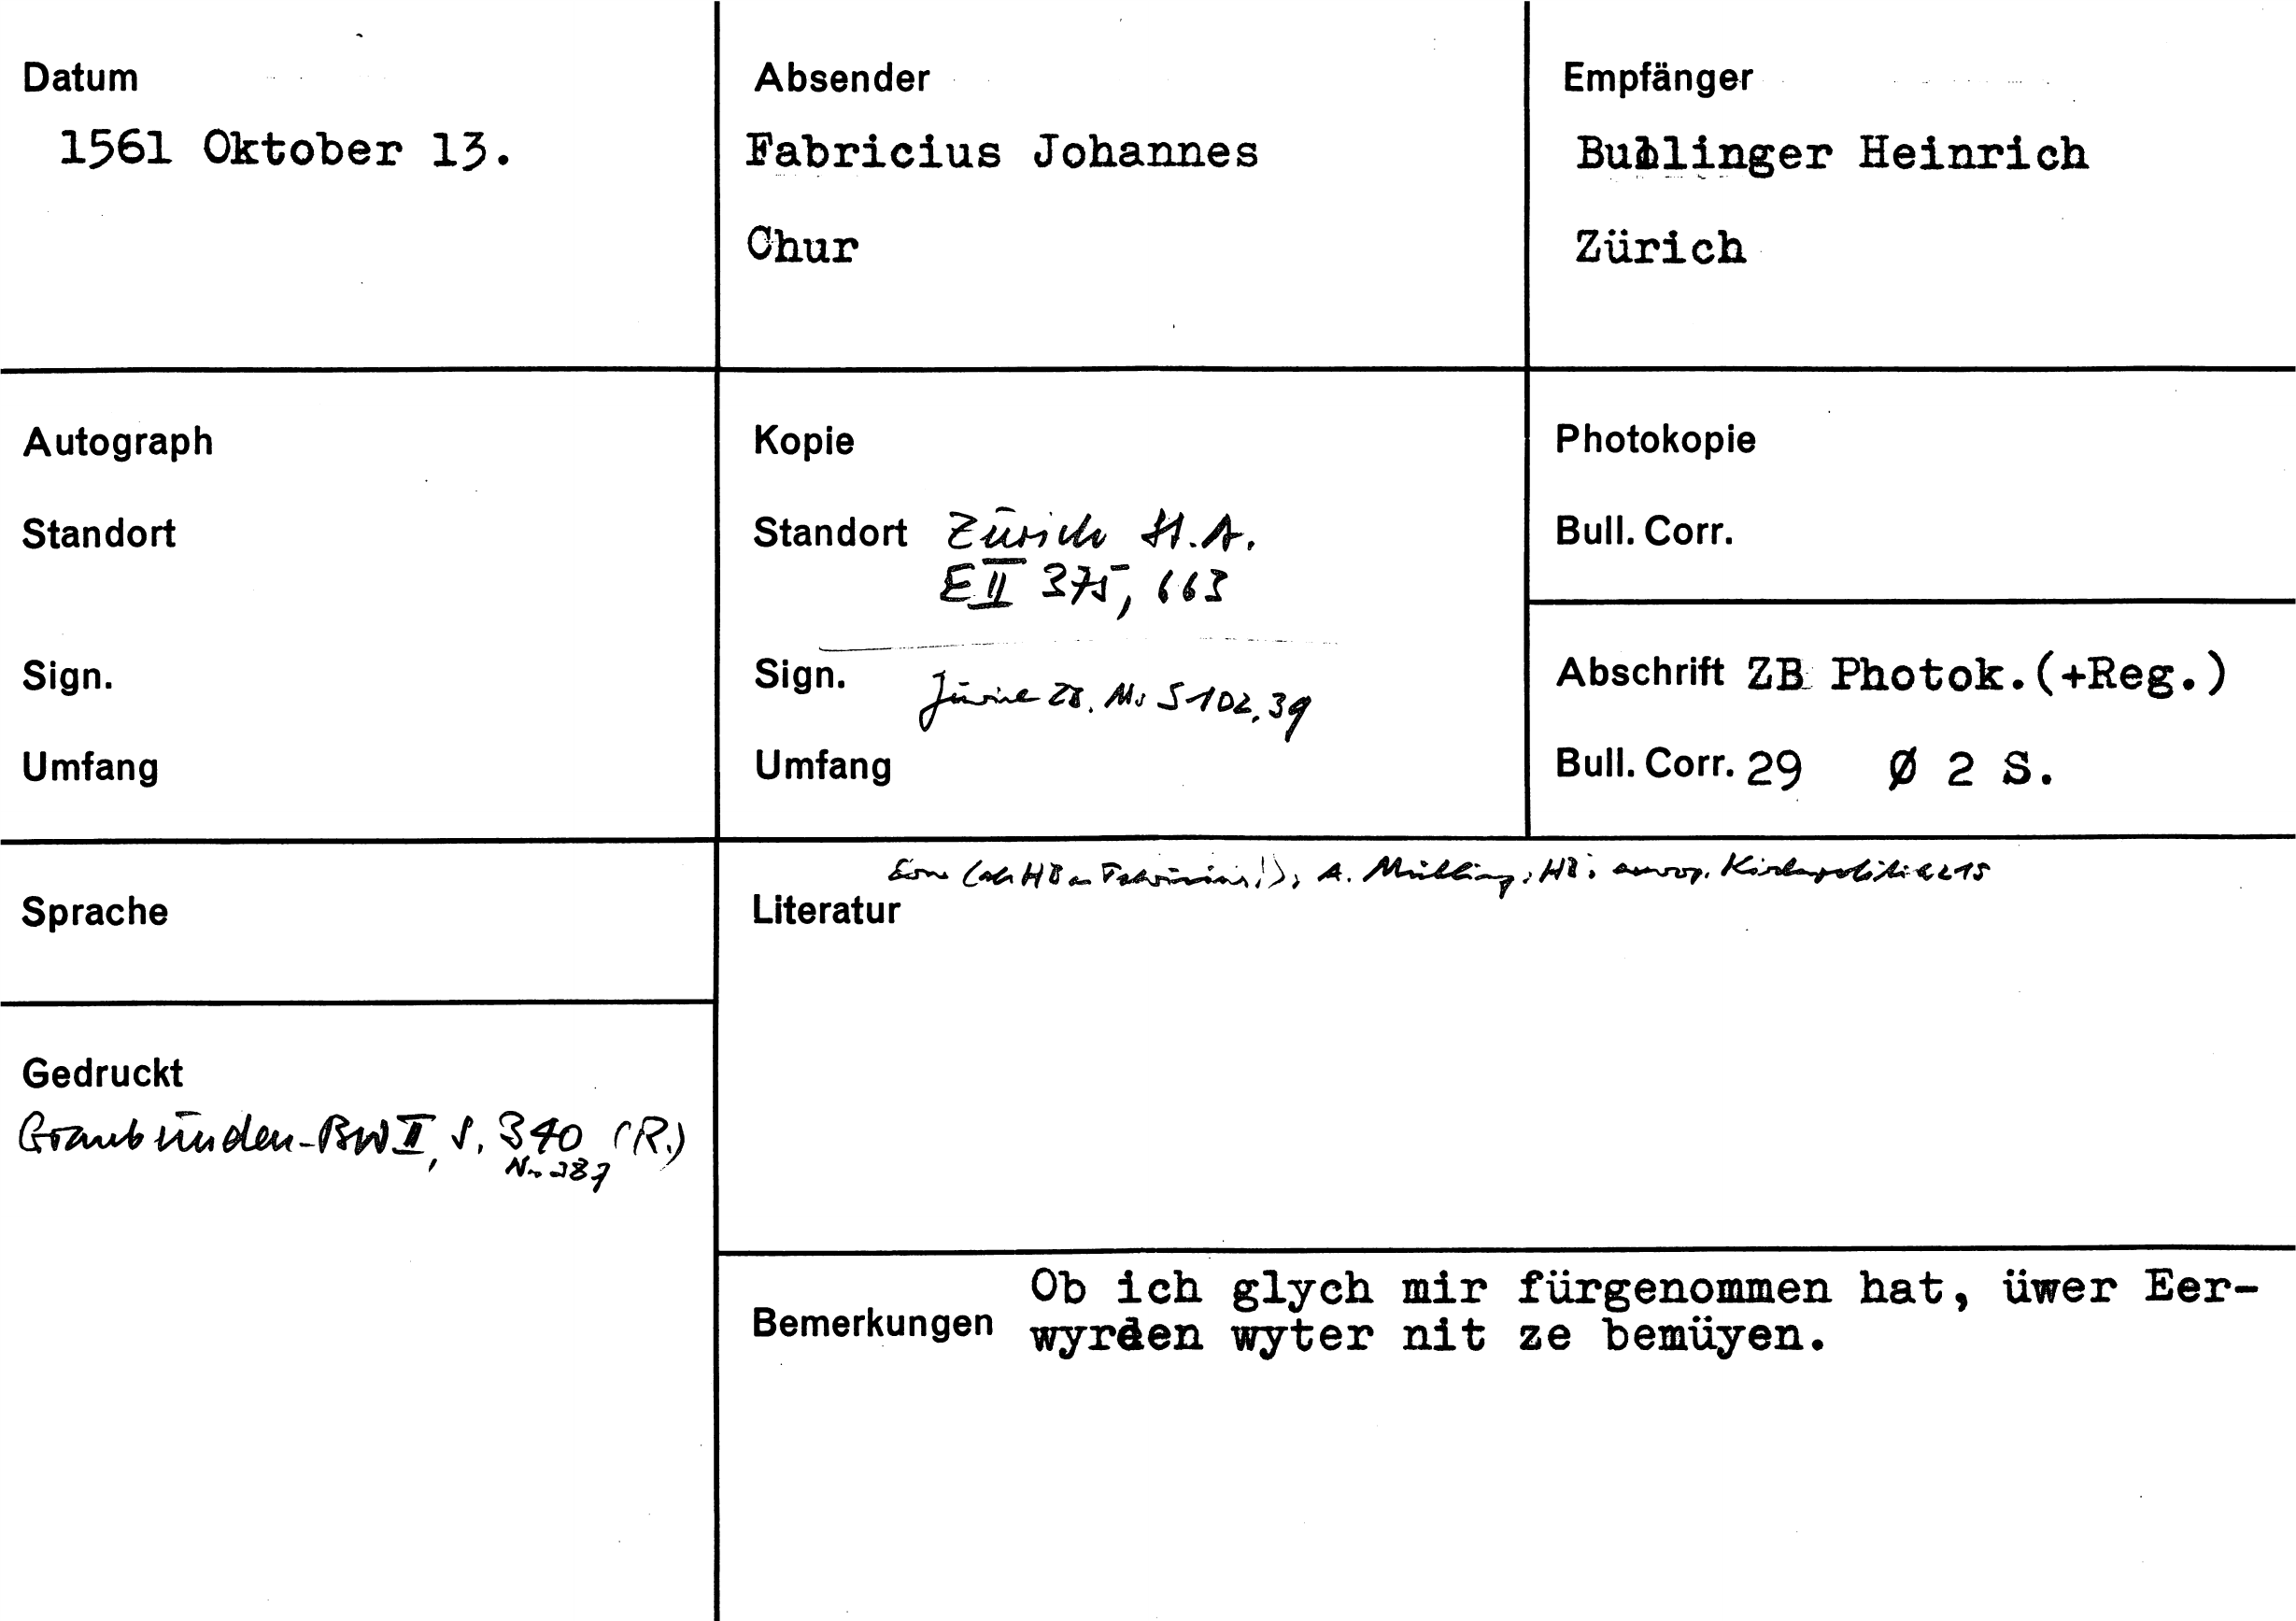 Datum
1561 Oktober 13.
Absender
Fabricius Johannes
Chur
Empfänger
Bullinger Heinrich
Zürich
Autograph
Standort
Sign.
Umfang
Kopie
Standort Zürich St.A.
E II 375, 663
Sign. Zürich ZB. Ms S 102, 39
Umfang
Photokopie
Bull. Corr.
Abschrift ZB Photok.(+Reg.)
Bull. Corr. 29 Ø 2 S.
Sprache
Gedruckt
Graubünden-BW II, S. 340 (R.)
Nr. 387
(als HB an Fabricius!), A. Mühling, HB; europ. Kirchenpolitik 215
Literatur
Bemerkungen
Ob ich glych mir fürgenommen hat, üwer Eer-
wyrden wyter nit ze bemüyen.